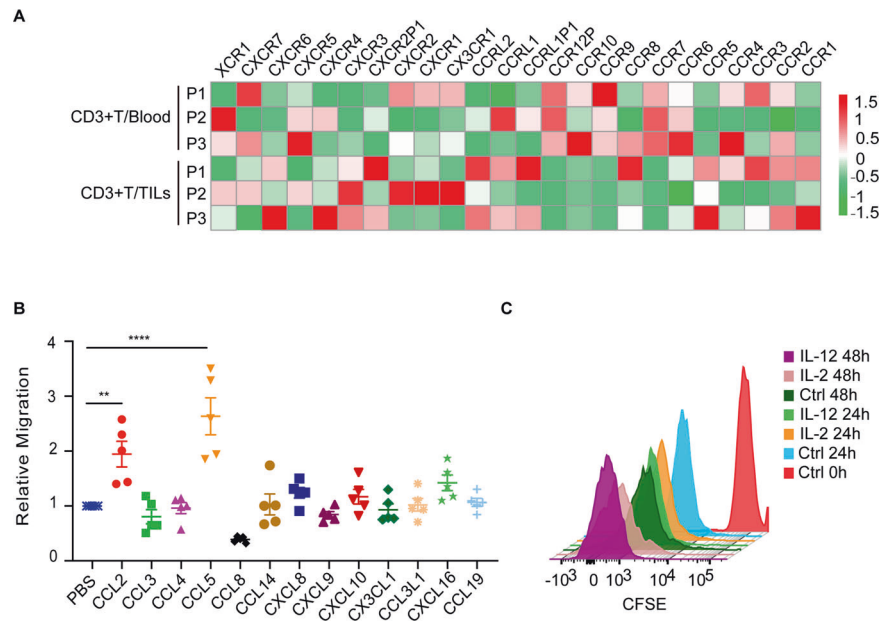 A
XCR1 CXCR7 CXCR6 CXCR5 CXCR4 CXCR3 CXCR2P1 CXCR2 CXCR1 CX3CR1 CCRL2 CCRL1 CCRL1P1 CCR12P CCR10 CCR9 CCR8 CCR7 CCR6 CCR5 CCR4 CCR3 CCR2 CCR1
CD3+T/Blood
P1
P2
P3
CD3+T/TILs
P1
P2
P3
1.5
1
0.5
0
-0.5
-1
-1.5
B
Relative Migration
4
3
2
1
0
**
****
PBS CCL2 CCL3 CCL4 CCL5 CCL8 CCL14 CXCL8 CXCL9 CXCL10 CX3CL1 CCL3L1 CXCL16 CCL19
C
IL-12 48h
IL-2 48h
Ctrl 48h
IL-12 24h
IL-2 24h
Ctrl 24h
Ctrl 0h
-10³ 0 10³ 10⁴ 10⁵
CFSE